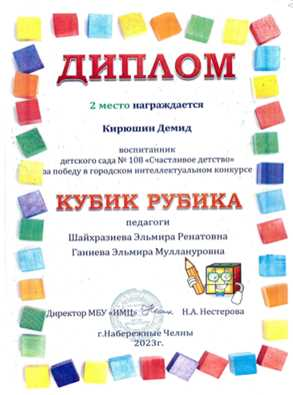 ДИПЛОМ
2 место награждается
Кирюшин Демид
воспитанник
детского сада № 108 «Счастливое детство»
за победу в городском интеллектуальном конкурсе
КУБИК РУБИКА
педагоги
Шайхразиева Эльмира Ренатовна
Ганиева Эльмира Муллануровна
Директор МБУ «ИМЦ» Н.А. Нестерова
г.Набережные Челны
2023г.